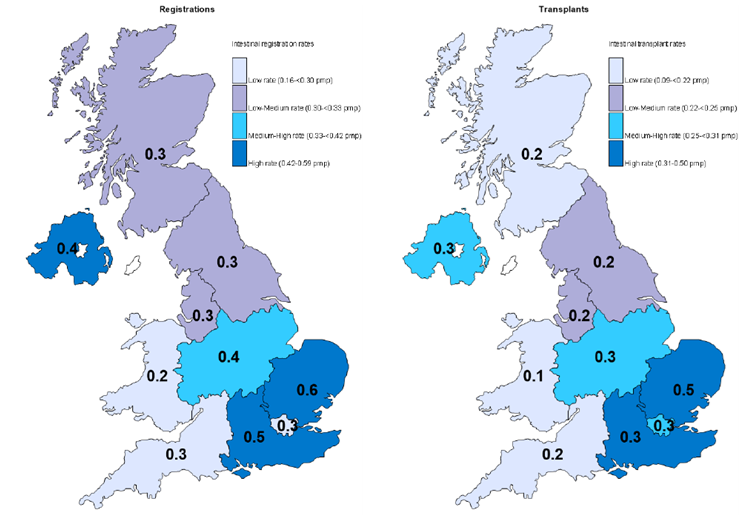 Registrations
Intestinal registration rates
Low rate (0.16-<0.30 pmp)
Low-Medium rate (0.30-<0.33 pmp)
Medium-High rate (0.33-<0.42 pmp)
High rate (0.42-0.59 pmp)
0.3
0.4
0.3
0.3
0.4
0.2
0.6
0.3
0.5
0.3
Transplants
Intestinal transplant rates
Low rate (0.09-<0.22 pmp)
Low-Medium rate (0.22-<0.25 pmp)
Medium-High rate (0.25-<0.31 pmp)
High rate (0.31-0.50 pmp)
0.2
0.3
0.2
0.2
0.3
0.1
0.5
0.3
0.3
0.2